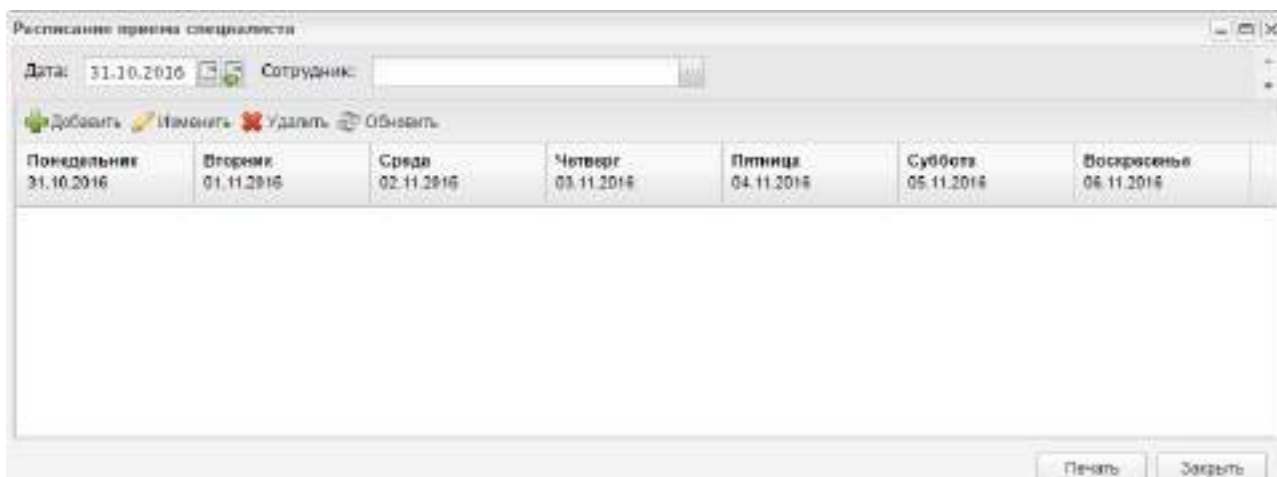 Расписание приема специалиста
Дата: 31.10.2016 Сотрудник:
Добавить Изменить Удалить Обновить
Понедельник Вторник Среда Четверг Пятница Суббота Воскресенье
31.10.2016 01.11.2016 02.11.2016 03.11.2016 04.11.2016 05.11.2016 06.11.2016
Печать Закрыть